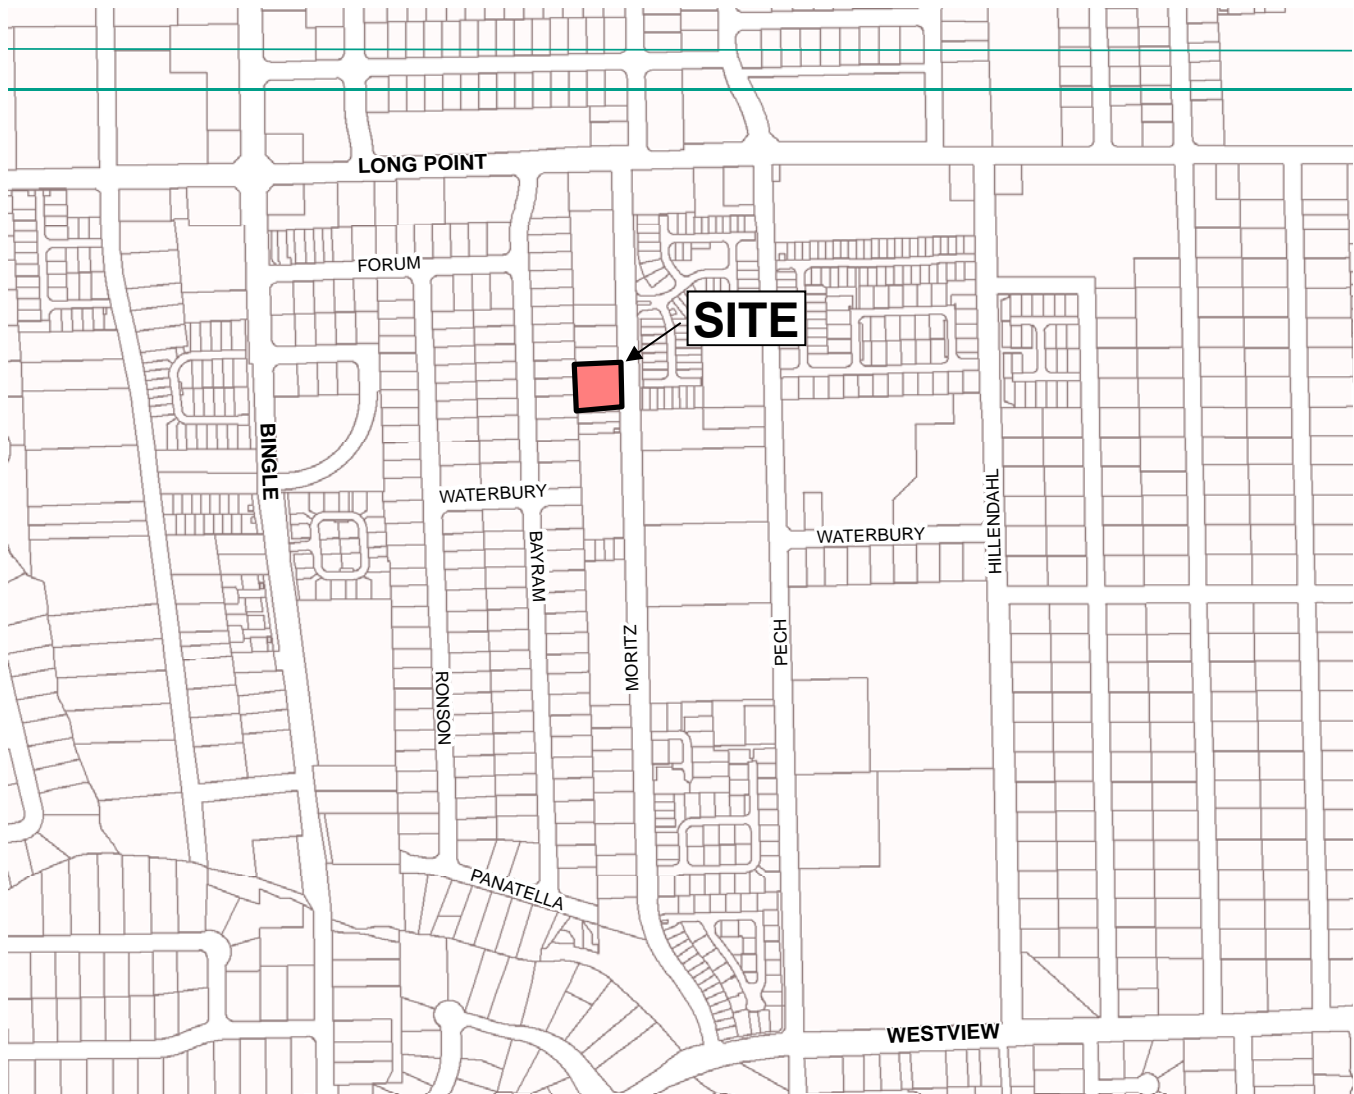 LONG POINT
FORUM
SITE
BINGLE
WATERBURY
HILLENDAHL
WATERBURY
BAYRAM
MORITZ
PECH
RONSON
PANATELLA
WESTVIEW